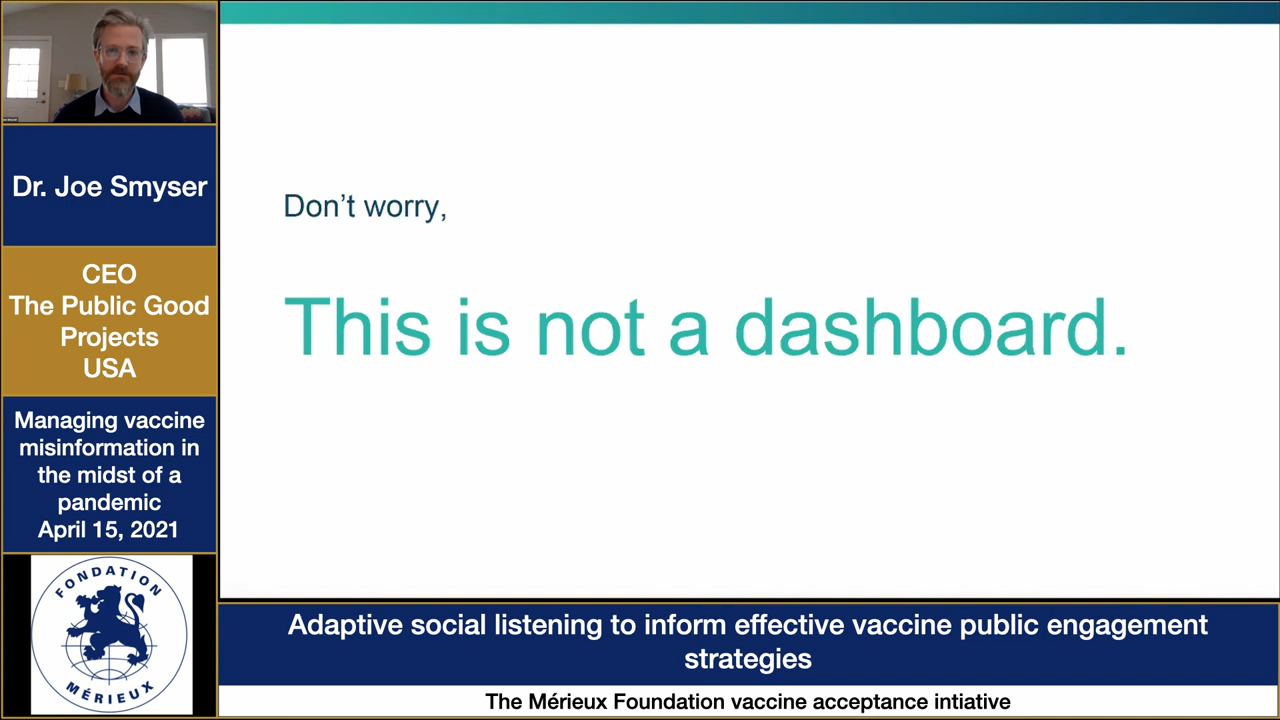 Dr. Joe Smyser
CEO
The Public Good
Projects
USA
Managing vaccine
misinformation in
the midst of a
pandemic
April 15, 2021
FONDATION
MÉRIEUX
Don't worry,
This is not a dashboard.
Adaptive social listening to inform effective vaccine public engagement
strategies
The Mérieux Foundation vaccine acceptance intiative